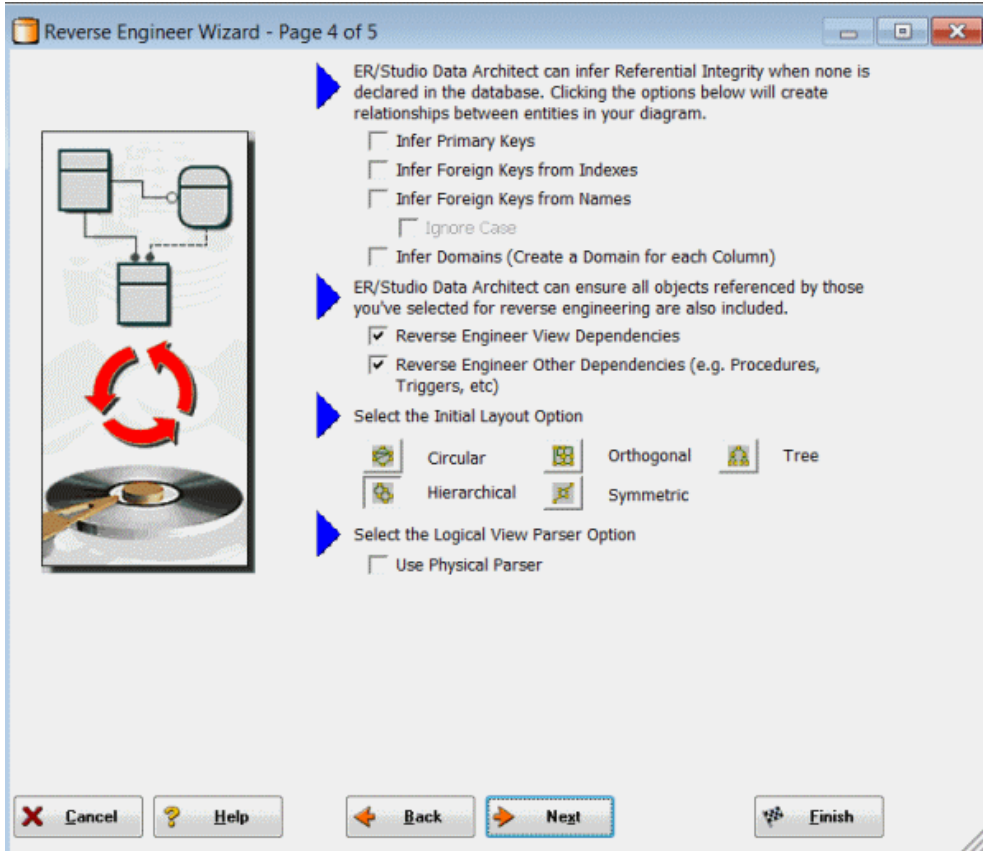 Reverse Engineer Wizard - Page 4 of 5
ER/Studio Data Architect can infer Referential Integrity when none is
declared in the database. Clicking the options below will create
relationships between entities in your diagram.
Infer Primary Keys
Infer Foreign Keys from Indexes
Infer Foreign Keys from Names
Ignore Case
Infer Domains (Create a Domain for each Column)
ER/Studio Data Architect can ensure all objects referenced by those
you've selected for reverse engineering are also included.
Reverse Engineer View Dependencies
Reverse Engineer Other Dependencies (e.g. Procedures,
Triggers, etc)
Select the Initial Layout Option
Circular Orthogonal Tree
Hierarchical Symmetric
Select the Logical View Parser Option
Use Physical Parser
Cancel ? Help Back Next Finish